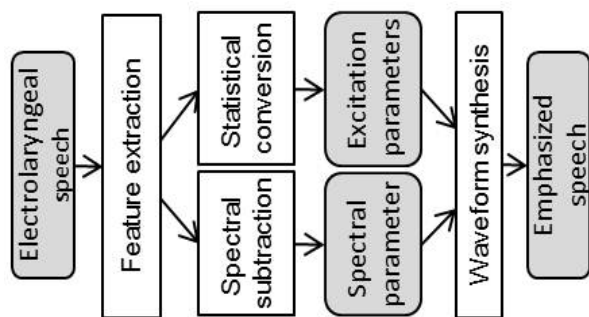 Electrolaryngeal
speech
Feature extraction
Statistical
conversion
Excitation
parameters
Spectral
subtraction
Spectral
parameter
Waveform synthesis
Emphasized
speech